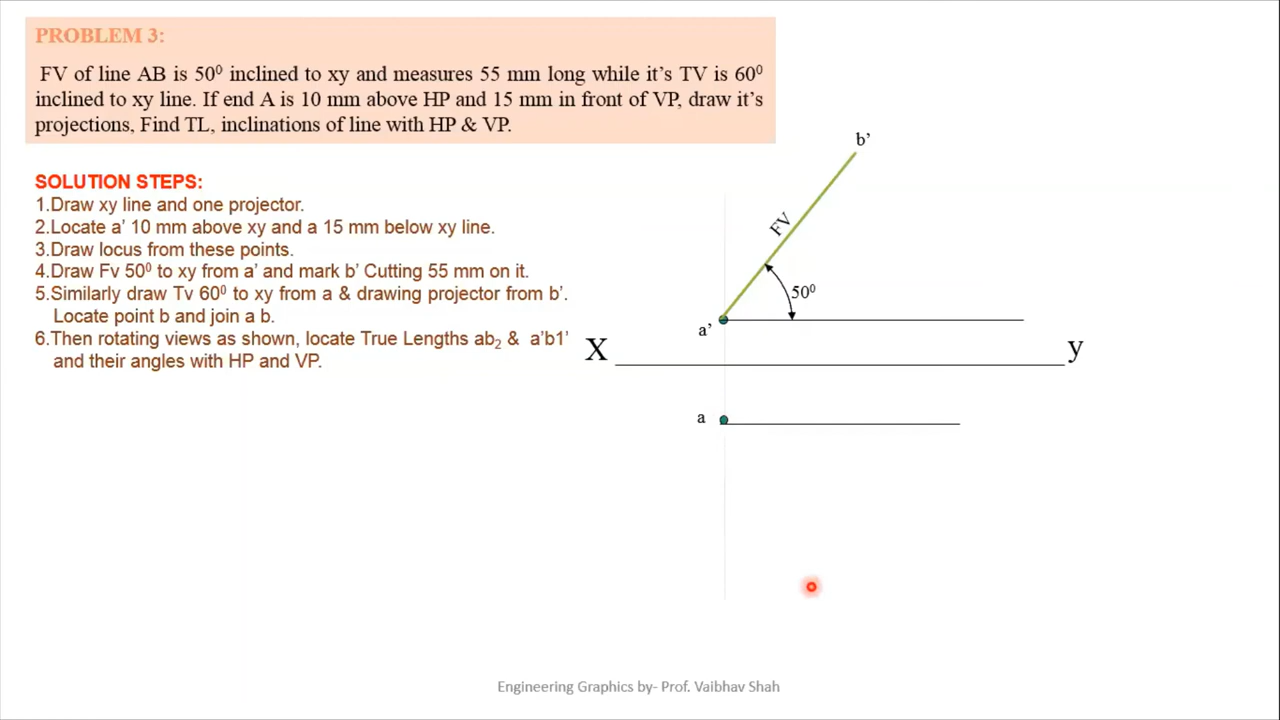 PROBLEM 3:
FV of line AB is 50⁰ inclined to xy and measures 55 mm long while it's TV is 60⁰
inclined to xy line. If end A is 10 mm above HP and 15 mm in front of VP, draw it's
projections, Find TL, inclinations of line with HP & VP.
SOLUTION STEPS:
1.Draw xy line and one projector.
2.Locate a' 10 mm above xy and a 15 mm below xy line.
3.Draw locus from these points.
4.Draw Fv 50⁰ to xy from a' and mark b' Cutting 55 mm on it.
5.Similarly draw Tv 60⁰ to xy from a & drawing projector from b'.
Locate point b and join a b.
6.Then rotating views as shown, locate True Lengths ab₂ & a'b1'
and their angles with HP and VP.
b'
FV
50⁰
a'
X
y
a
Engineering Graphics by- Prof. Vaibhav Shah